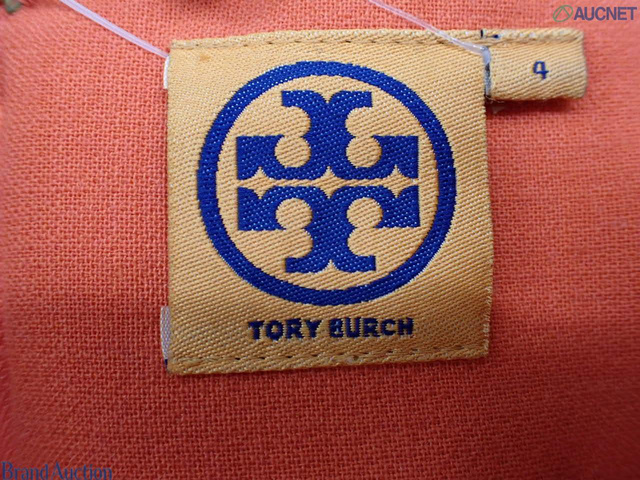 AUCNET
4
TORY BURCH
Brand Auction